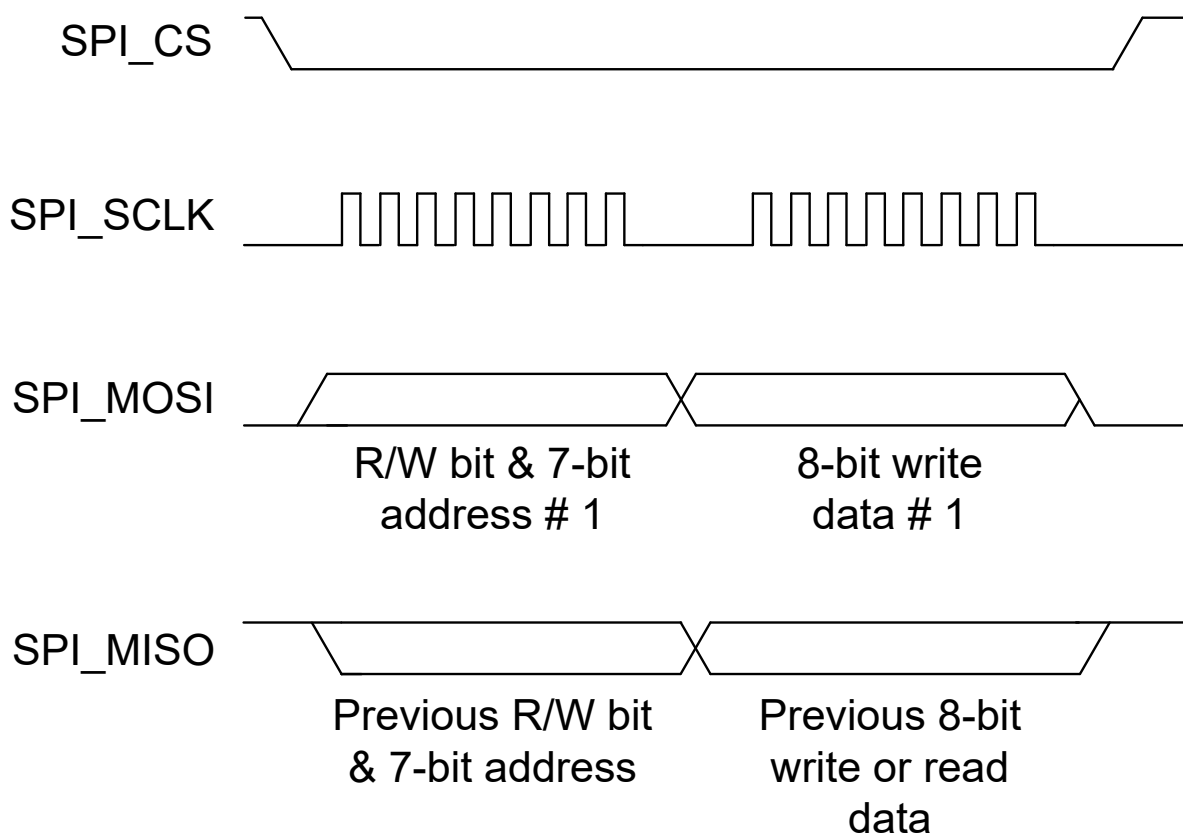 SPI_CS
SPI_SCLK
SPI_MOSI
R/W bit & 7-bit
address # 1
8-bit write
data # 1
SPI_MISO
Previous R/W bit
& 7-bit address
Previous 8-bit
write or read
data